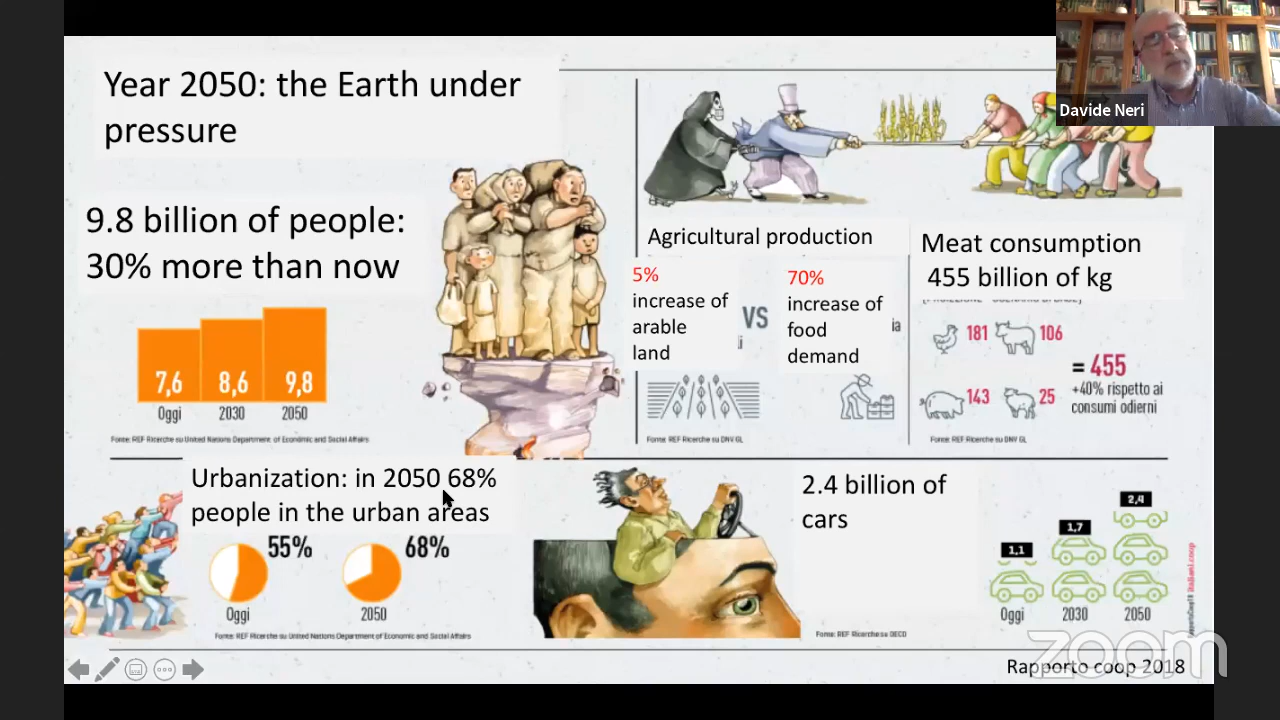 Year 2050: the Earth under
pressure
Davide Neri
9.8 billion of people:
30% more than now
7,6
8,6
9,8
Oggi
2030
2050
Fonte: REF Ricerche su United Nations Department of Economic and Social Affairs
Agricultural production
5%
increase of
arable
land
VS
70%
increase of
food
demand
ia
Fonte: REF Ricerche su DNV GL
Meat consumption
455 billion of kg
181
106
143
25
= 455
+40% rispetto ai
consumi odierni
Fonte: REF Ricerche su DNV GL
Urbanization: in 2050 68%
people in the urban areas
55%
68%
Oggi
2050
Fonte: REF Ricerche su United Nations Department of Economic and Social Affairs
2.4 billion of
cars
1,1
1,7
2,4
Oggi
2030
2050
Fonte: REF Ricerche su OECD
italiani.coop
zoom
Rapporto coop 2018